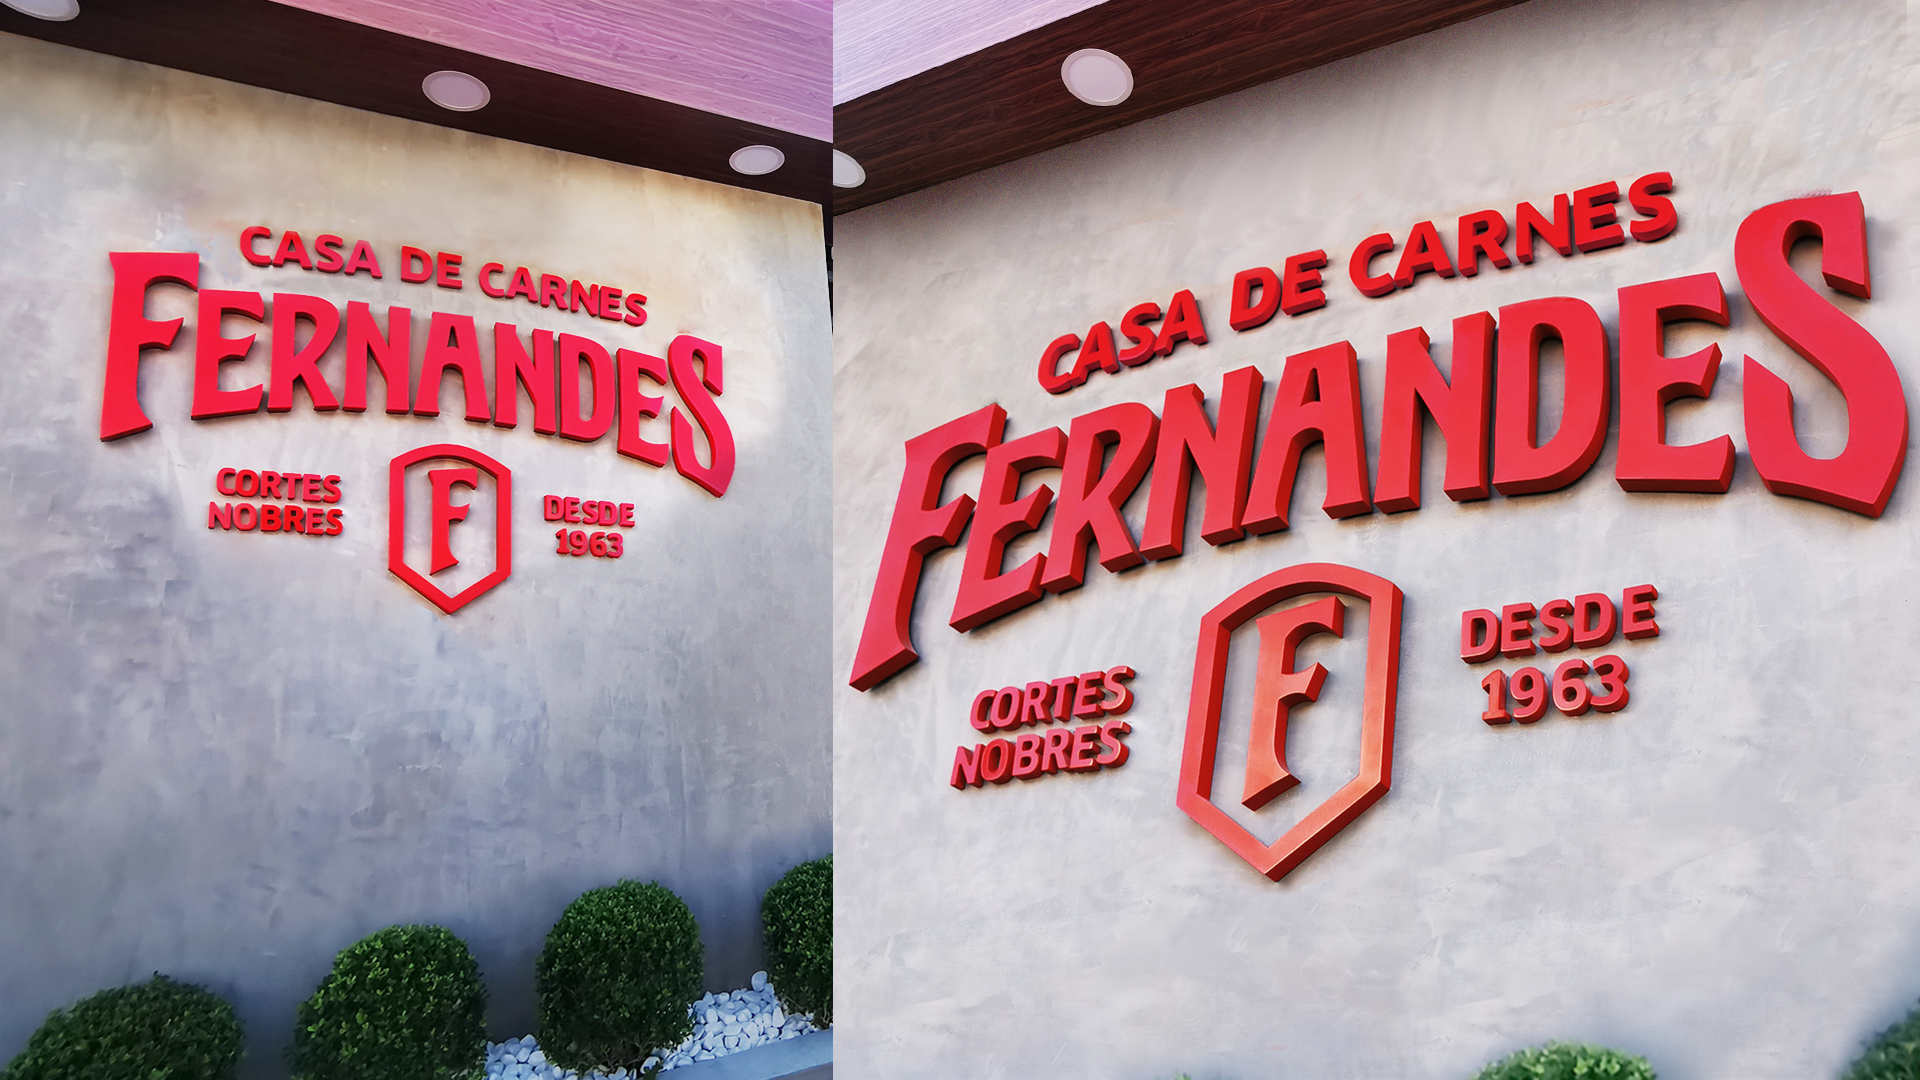 CASA DE CARNES
FERNANDES
CORTES
NOBRES
F
DESDE
1963
CASA DE CARNES
FERNANDES
CORTES
NOBRES
F
DESDE
1963